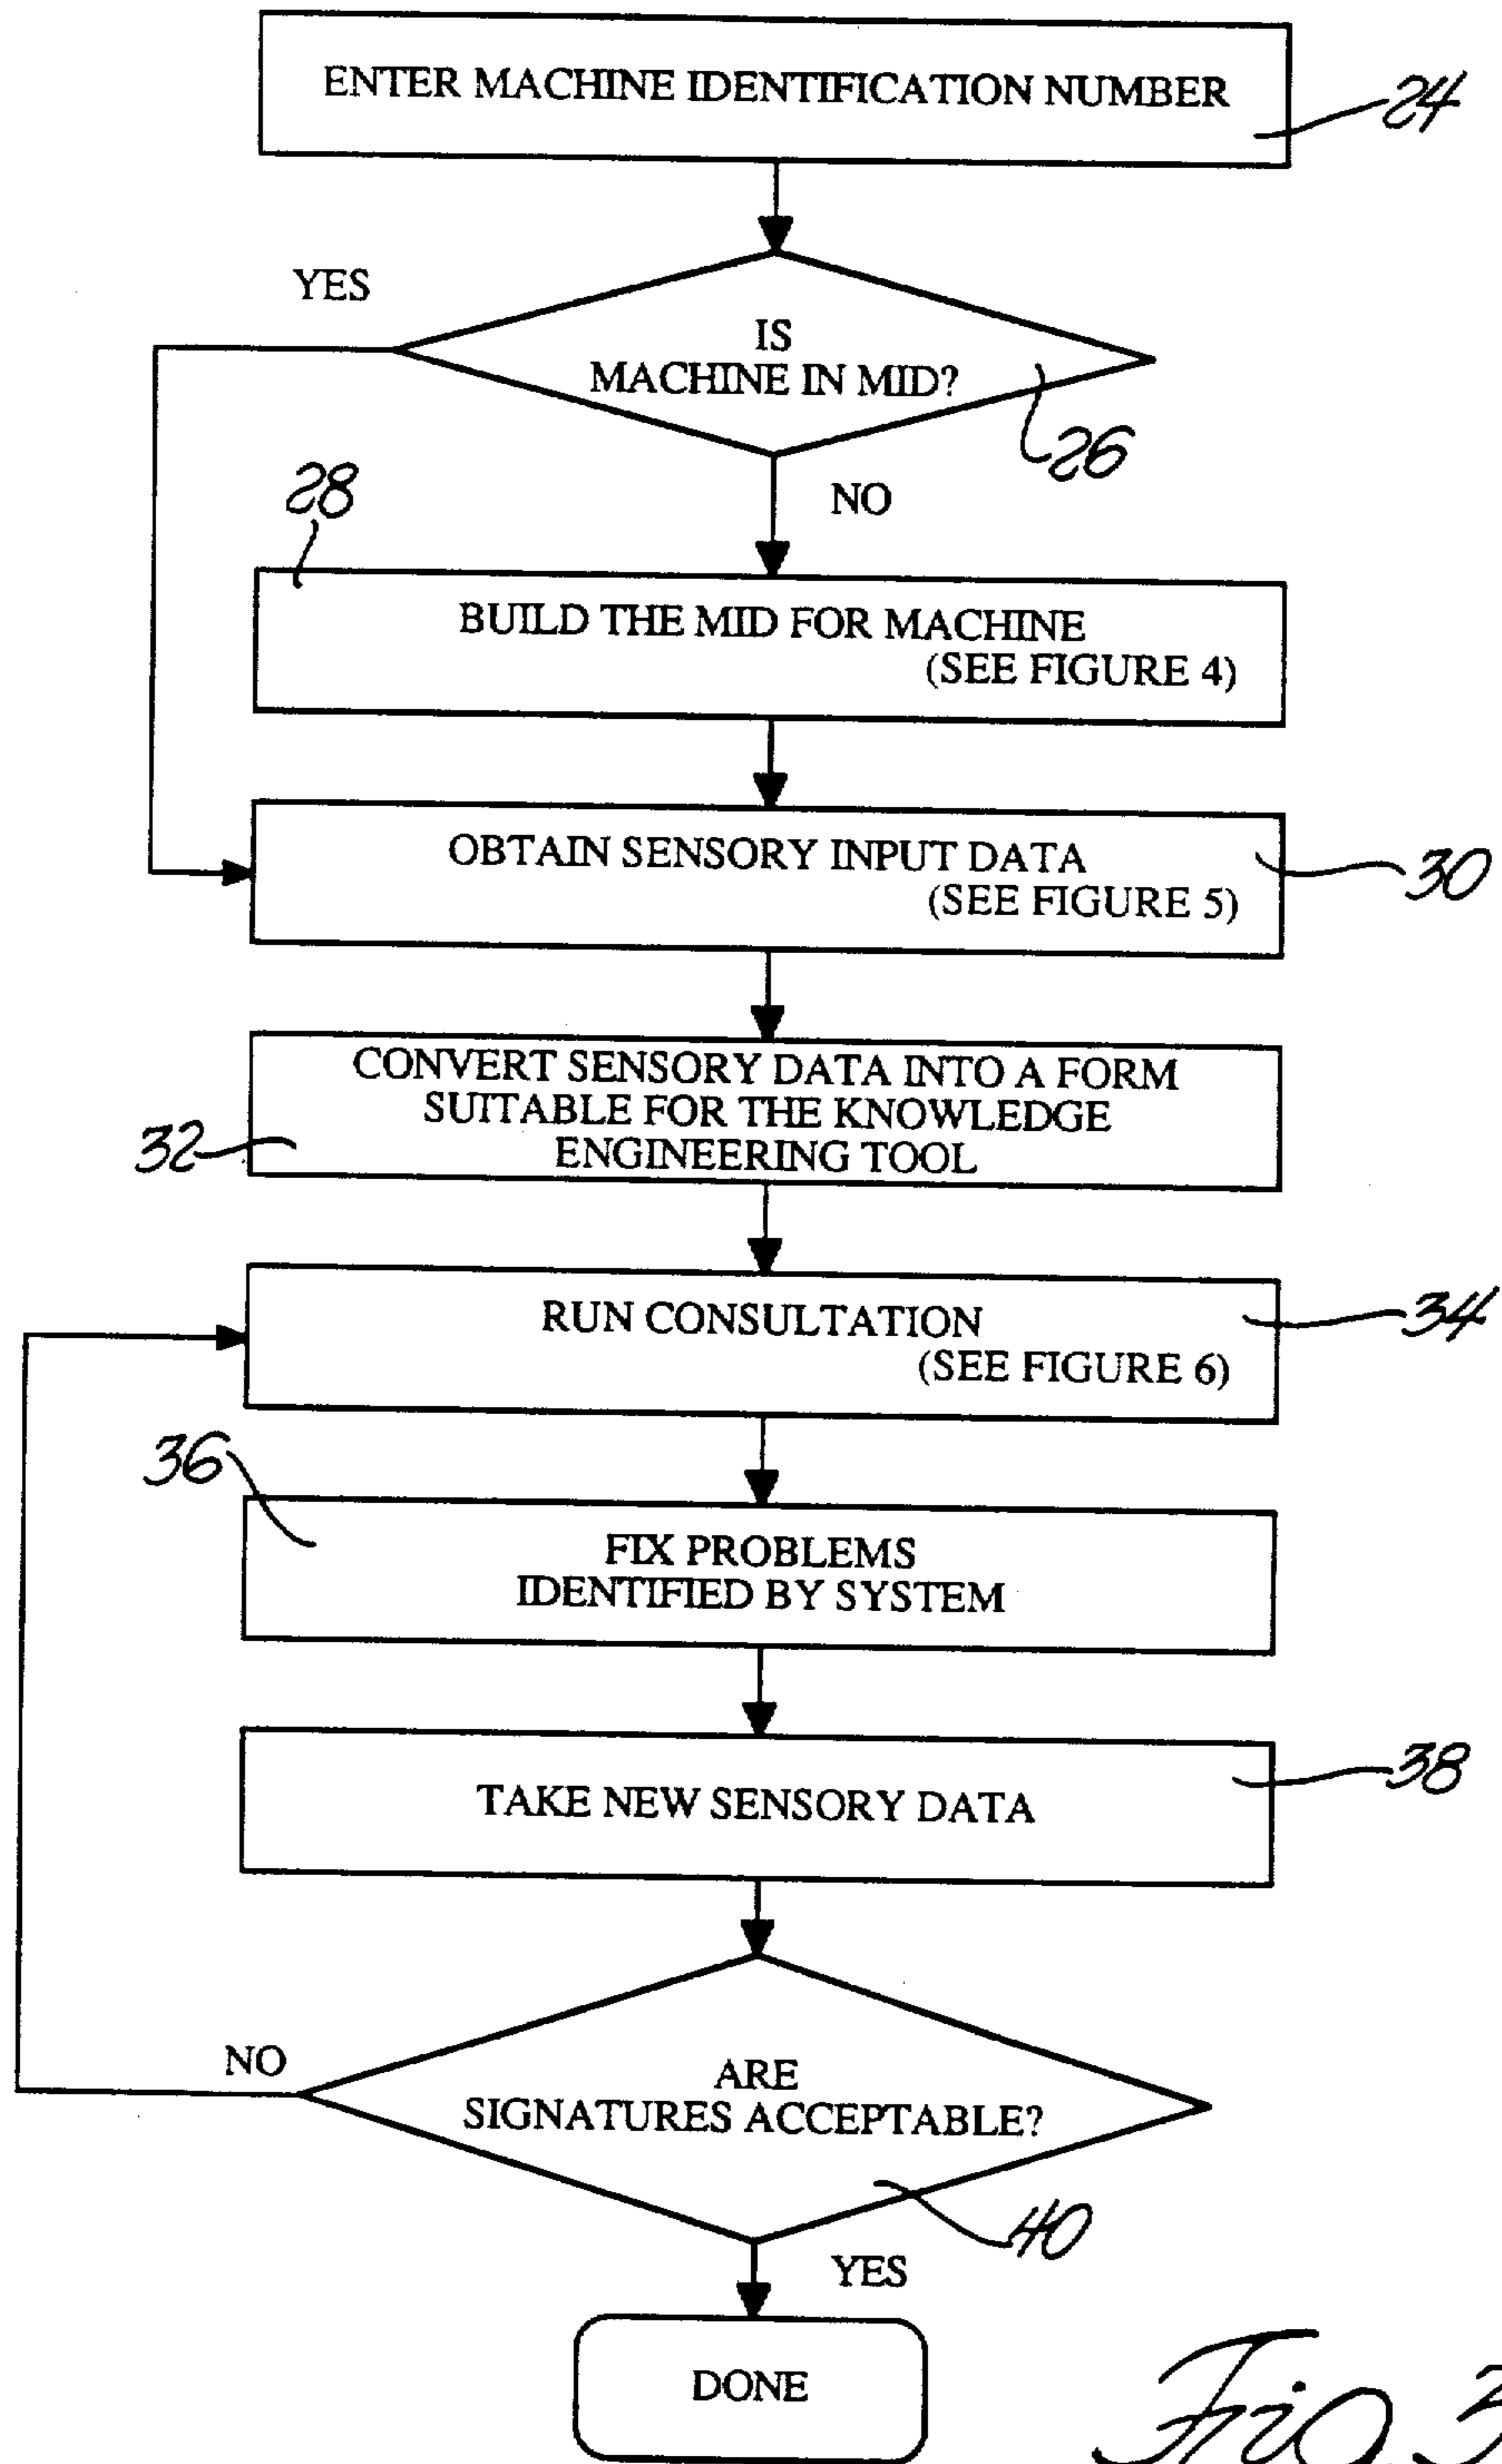 ENTER MACHINE IDENTIFICATION NUMBER
24
YES
IS
MACHINE IN MID?
26
NO
28
BUILD THE MID FOR MACHINE
(SEE FIGURE 4)
OBTAIN SENSORY INPUT DATA
(SEE FIGURE 5)
30
CONVERT SENSORY DATA INTO A FORM
SUITABLE FOR THE KNOWLEDGE
ENGINEERING TOOL
32
RUN CONSULTATION
(SEE FIGURE 6)
34
36
FIX PROBLEMS
IDENTIFIED BY SYSTEM
TAKE NEW SENSORY DATA
38
NO
ARE
SIGNATURES ACCEPTABLE?
40
YES
DONE
Fig. 3